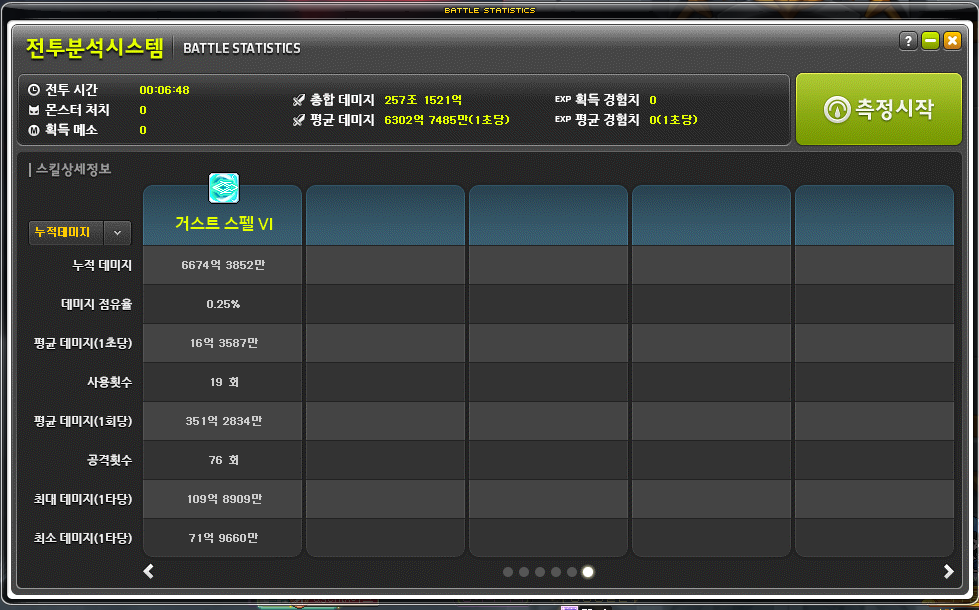 BATTLE STATISTICS
전투분석시스템 BATTLE STATISTICS
?
전투 시간 00:06:48
몬스터 처치 0
획득 메소 0
총합 데미지 257조 1521억
평균 데미지 6302억 7485만(1초당)
EXP 획득 경험치 0
EXP 평균 경험치 0(1초당)
측정시작
스킬상세정보
거스트 스펠 VI
누적데미지
누적 데미지 6674억 3852만
데미지 점유율 0.25%
평균 데미지(1초당) 16억 3587만
사용횟수 19 회
평균 데미지(1회당) 351억 2834만
공격횟수 76 회
최대 데미지(1타당) 109억 8909만
최소 데미지(1타당) 71억 9660만